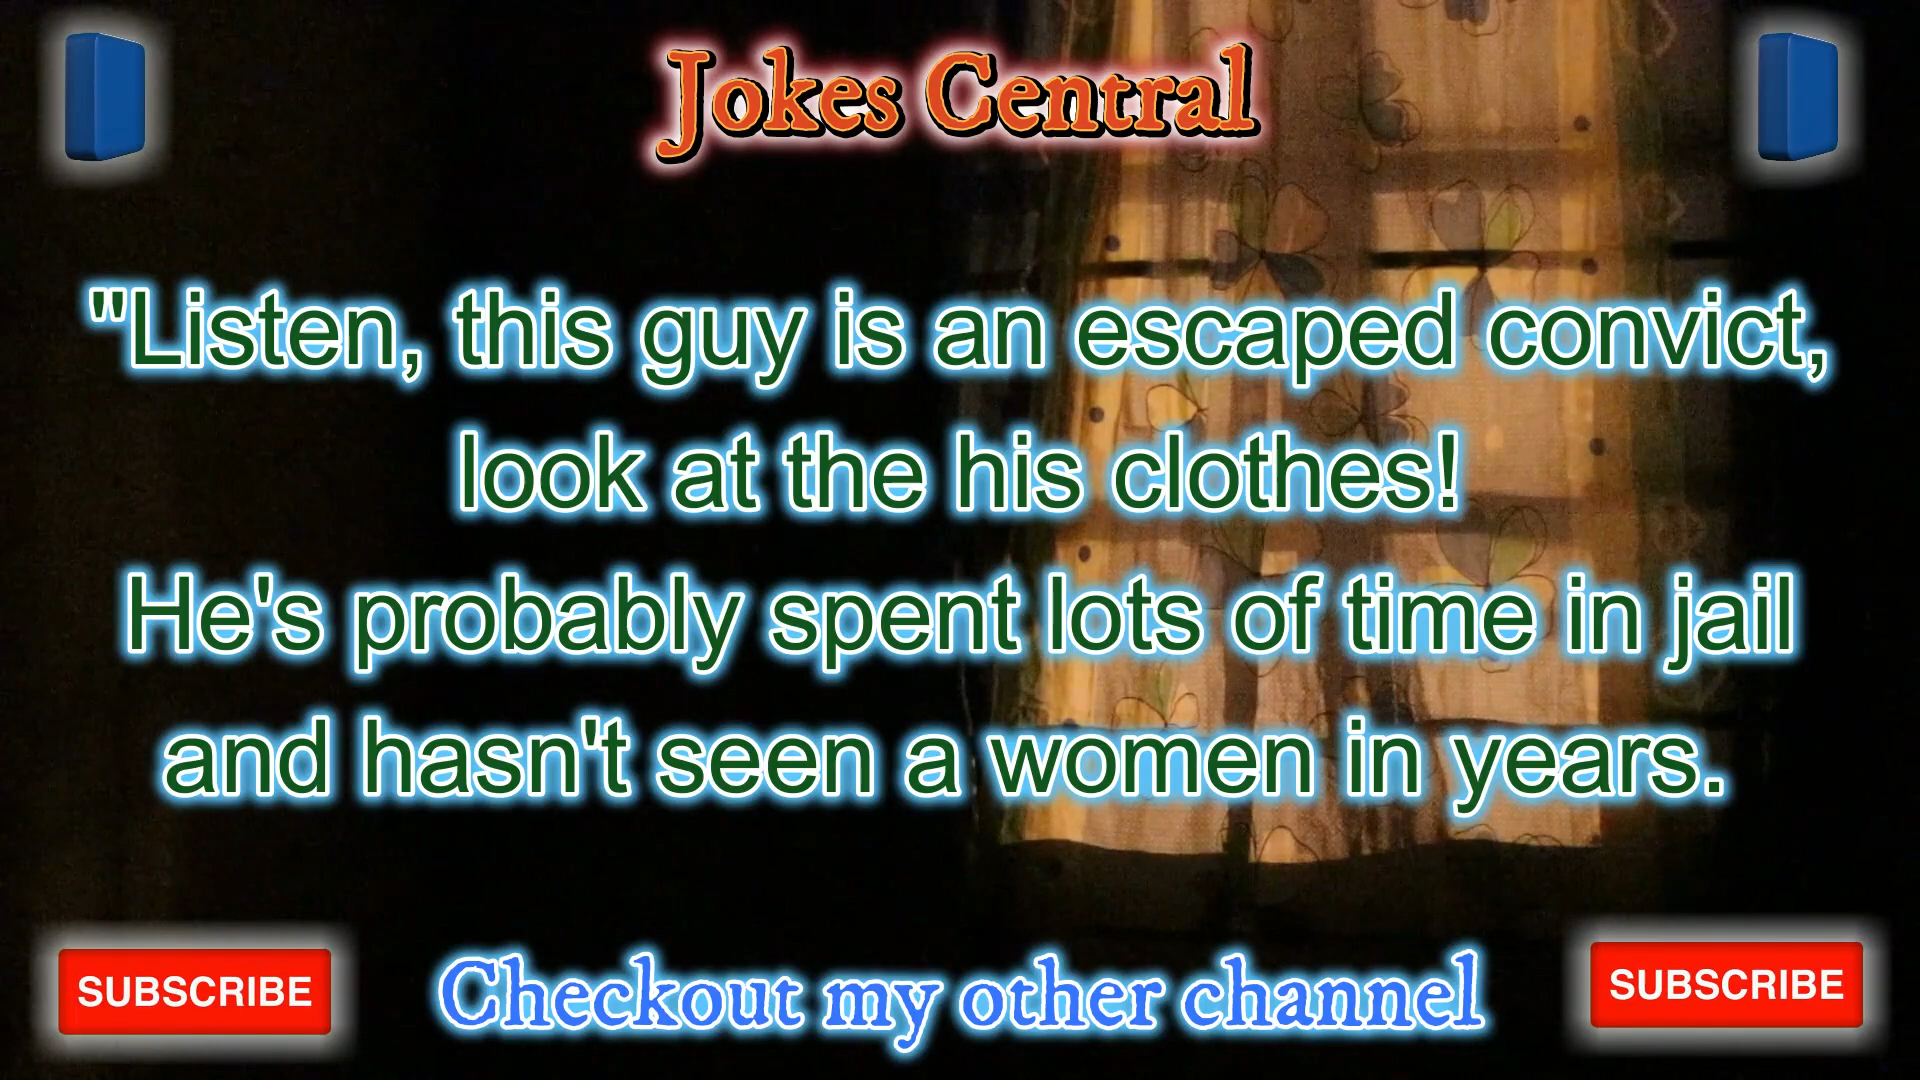 Jokes Central
"Listen, this guy is an escaped convict,
look at the his clothes!
He's probably spent lots of time in jail
and hasn't seen a women in years.
SUBSCRIBE
Checkout my other channel
SUBSCRIBE